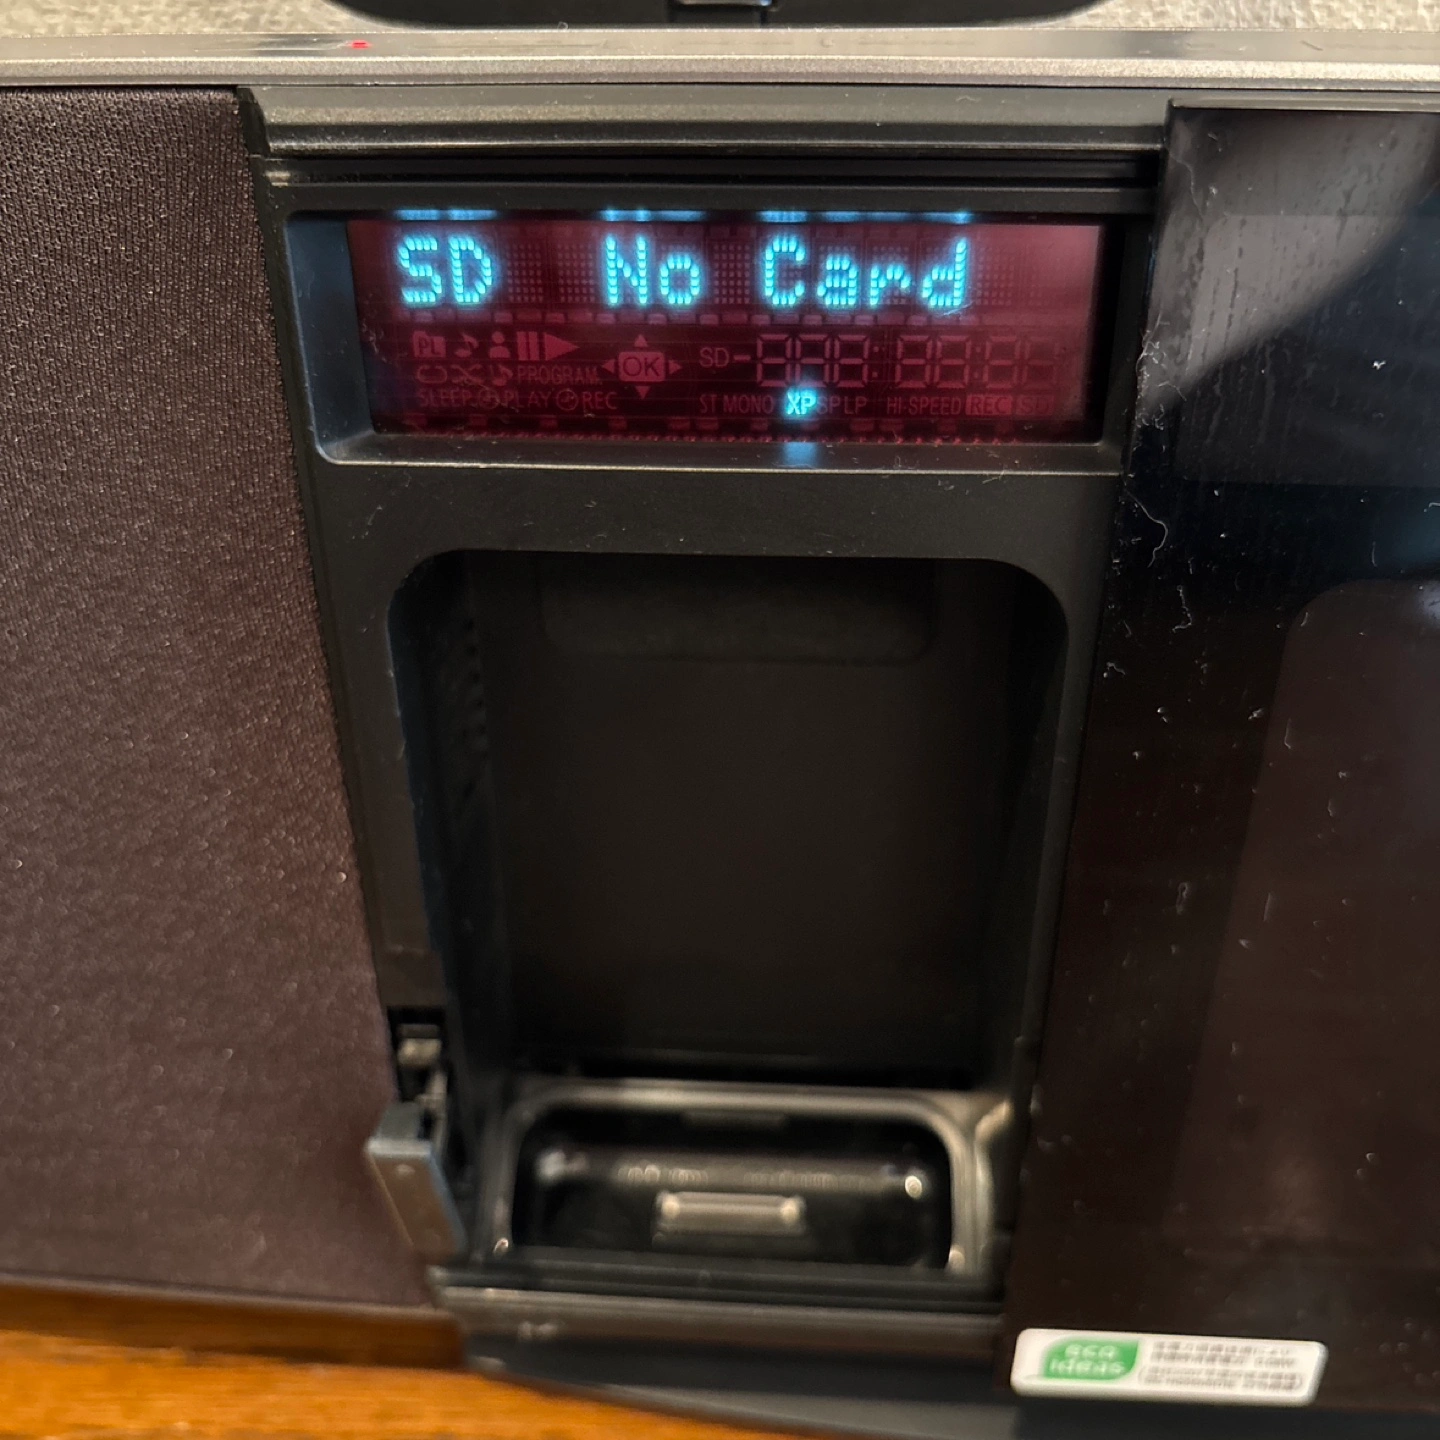 SD No Card
PL OK SD-
PROGRAM
SLEEP PLAY REC ST MONO XP SP LP HI-SPEED REC SD
eco
ideas